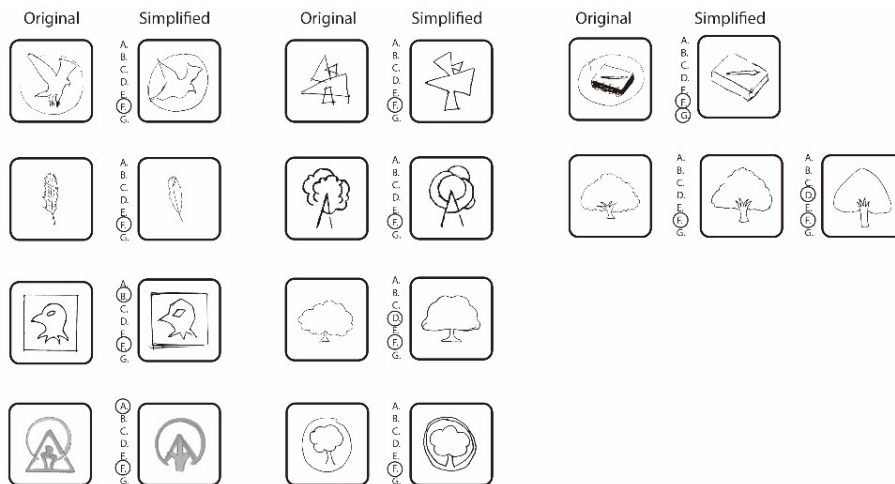 Original Simplified Original Simplified Original Simplified
A.
B.
C.
D.
E.
F.
G.
A.
B.
C.
D.
E.
F.
G.
A.
B.
C.
D.
E.
F.
G.
A.
B.
C.
D.
E.
F.
G.
A.
B.
C.
D.
E.
F.
G.
A.
B.
C.
D.
E.
F.
G.
A.
B.
C.
D.
E.
F.
G.
A.
B.
C.
D.
E.
F.
G.
A.
B.
C.
D.
E.
F.
G.
A.
B.
C.
D.
E.
F.
G.
A.
B.
C.
D.
E.
F.
G.